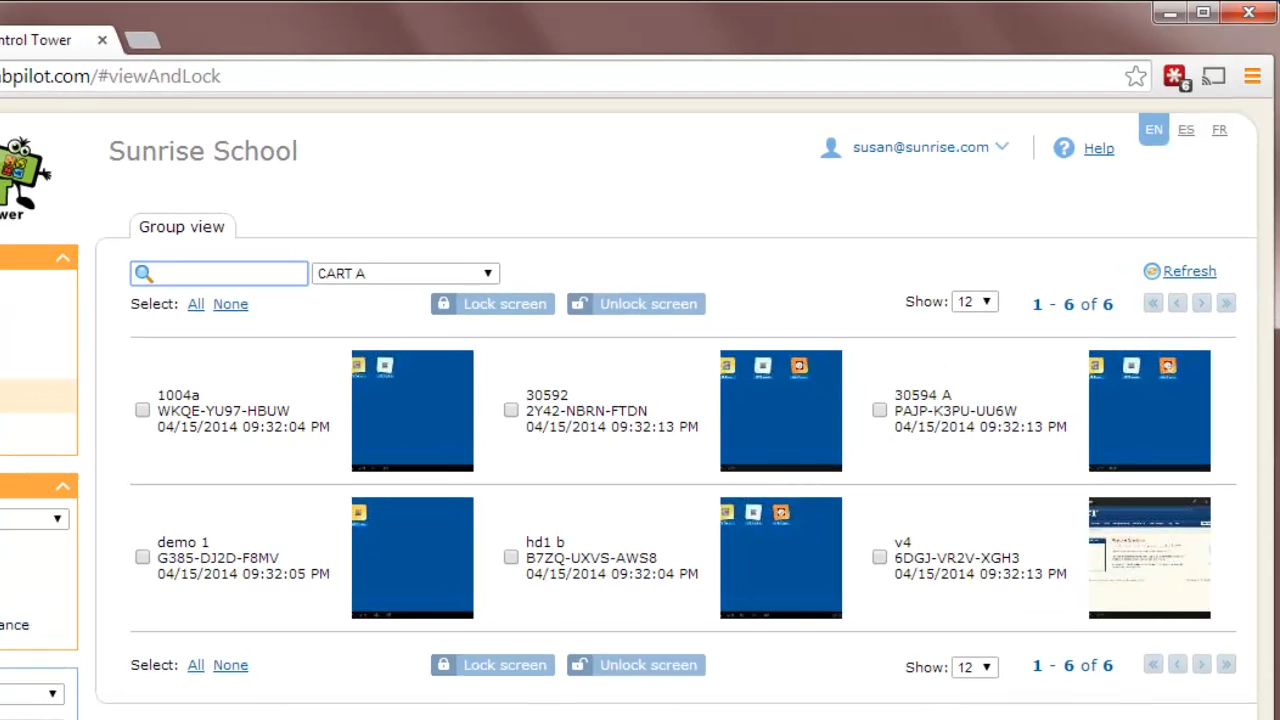 ntrol Tower
bpilot.com/#viewAndLock
6
EN ES FR
Sunrise School
susan@sunrise.com
Help
wer
Group view
CART A
Refresh
Select: All None
Lock screen
Unlock screen
Show: 12
1 - 6 of 6
1004a
WKQE-YU97-HBUW
04/15/2014 09:32:04 PM
30592
2Y42-NBRN-FTDN
04/15/2014 09:32:13 PM
30594 A
PAJP-K3PU-UU6W
04/15/2014 09:32:13 PM
demo 1
G385-DJ2D-F8MV
04/15/2014 09:32:05 PM
hd1 b
B7ZQ-UXVS-AWS8
04/15/2014 09:32:04 PM
v4
6DGJ-VR2V-XGH3
04/15/2014 09:32:13 PM
ance
Select: All None
Lock screen
Unlock screen
Show: 12
1 - 6 of 6